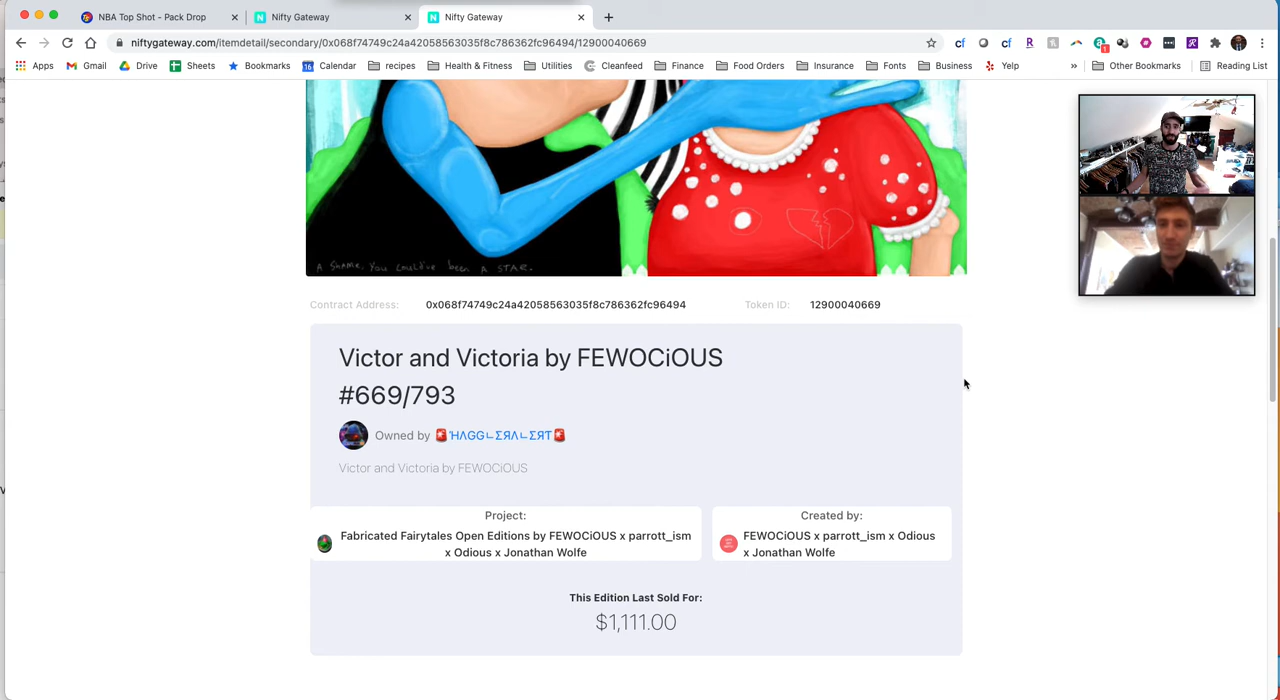 NBA Top Shot - Pack Drop
Nifty Gateway
Nifty Gateway
niftygateway.com/itemdetail/secondary/0x068f74749c24a42058563035f8c786362fc96494/12900040669
Apps
Gmail
Drive
Sheets
Bookmarks
Calendar
recipes
Health & Fitness
Utilities
Cleanfeed
Finance
Food Orders
Insurance
Fonts
Business
Yelp
»
Other Bookmarks
Reading List
A SHAME. You could've been A STAR.
Contract Address: 0x068f74749c24a42058563035f8c786362fc96494 Token ID: 12900040669
Victor and Victoria by FEWOCiOUS
#669/793
Owned by 🚨ΉΛGGㄴΣЯΛㄴΣЯT🚨
Victor and Victoria by FEWOCiOUS
Project:
Fabricated Fairytales Open Editions by FEWOCiOUS x parrott_ism
x Odious x Jonathan Wolfe
Created by:
FEWOCiOUS x parrott_ism x Odious
x Jonathan Wolfe
This Edition Last Sold For:
$1,111.00